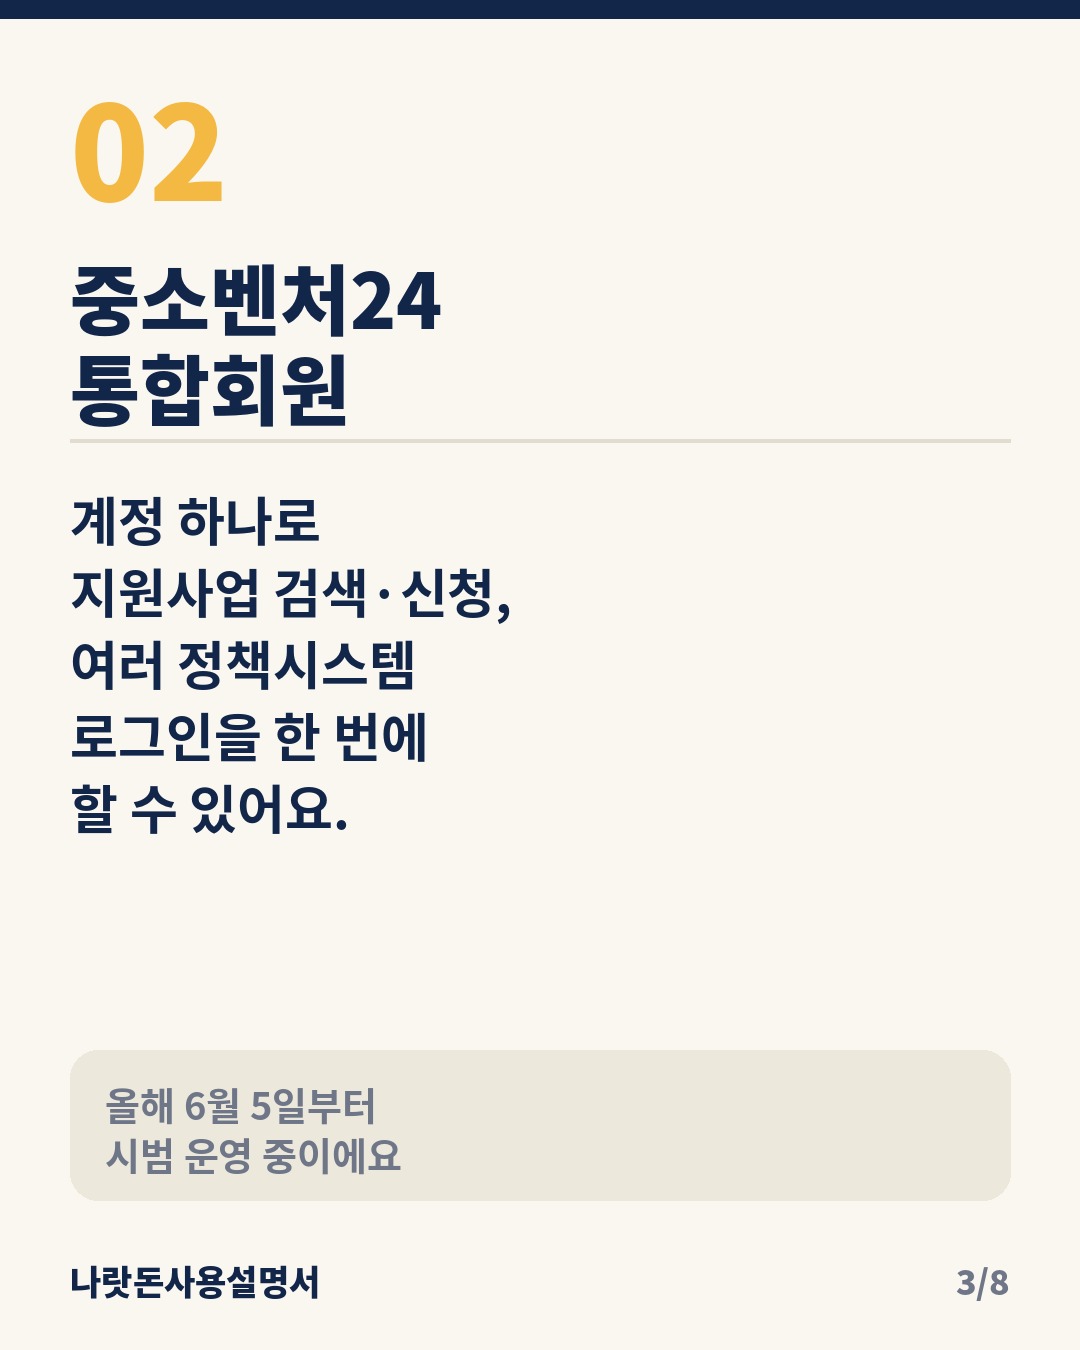 02
중소벤처24
통합회원
계정 하나로
지원사업 검색·신청,
여러 정책시스템
로그인을 한 번에
할 수 있어요.
올해 6월 5일부터
시범 운영 중이에요
나랏돈사용설명서
3/8